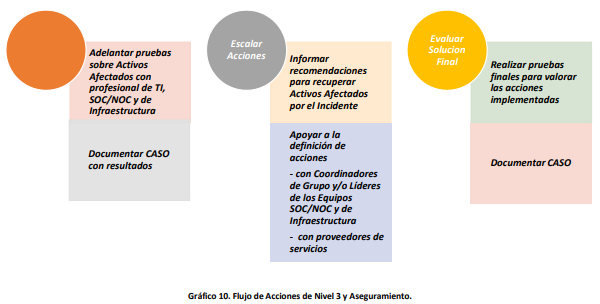 Adelantar pruebas
sobre Activos
Afectados con
profesional de TI,
SOC/NOC y de
Infraestructura
Documentar CASO
con resultados
Escalar
Acciones
Informar
recomendaciones
para recuperar
Activos Afectados
por el Incidente
Apoyar a la
definición de
acciones
- con Coordinadores
de Grupo y/o Líderes
de los Equipos
SOC/NOC y de
Infraestructura
- con proveedores de
servicios
Evaluar
Solucion
Final
Realizar pruebas
finales para valorar
las acciones
implementadas
Documentar CASO
Gráfico 10. Flujo de Acciones de Nivel 3 y Aseguramiento.